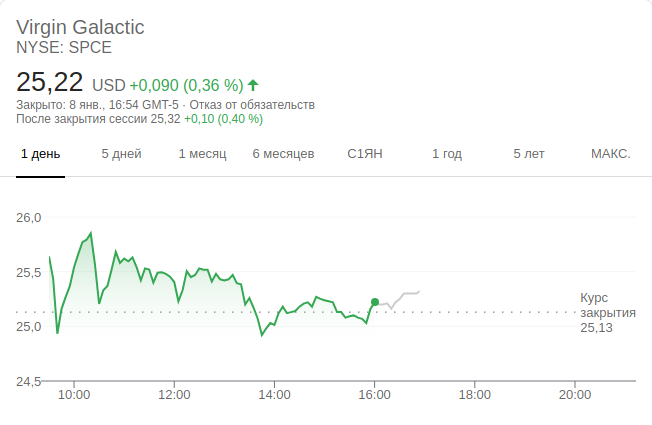 Virgin Galactic
NYSE: SPCE
25,22 USD +0,090 (0,36 %)
Закрыто: 8 янв., 16:54 GMT-5 · Отказ от обязательств
После закрытия сессии 25,32 +0,10 (0,40 %)
1 день 5 дней 1 месяц 6 месяцев С1ЯН 1 год 5 лет МАКС.
26,0
25,5
Курс
закрытия
25,13
25,0
24,5
10:00 12:00 14:00 16:00 18:00 20:00